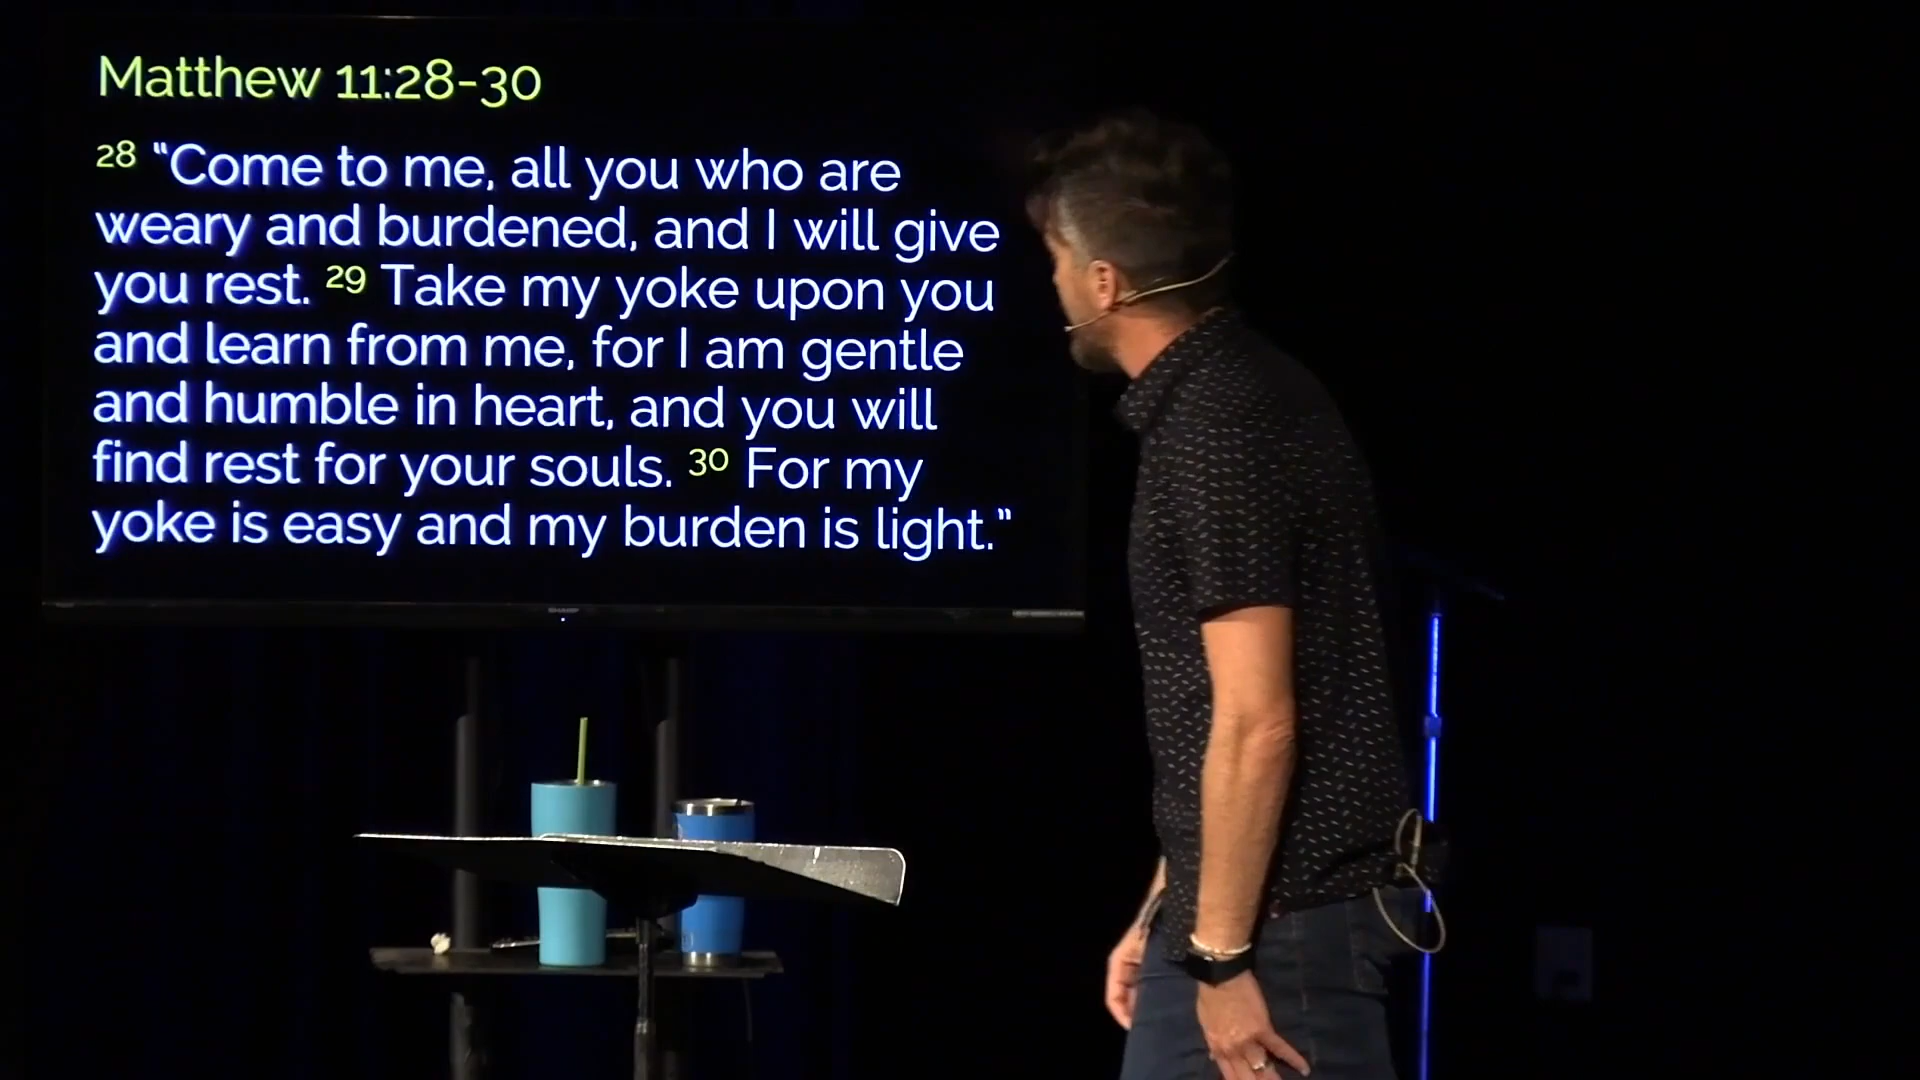 Matthew 11:28-30
28 “Come to me, all you who are
weary and burdened, and I will give
you rest. 29 Take my yoke upon you
and learn from me, for I am gentle
and humble in heart, and you will
find rest for your souls. 30 For my
yoke is easy and my burden is light.”
SHARP